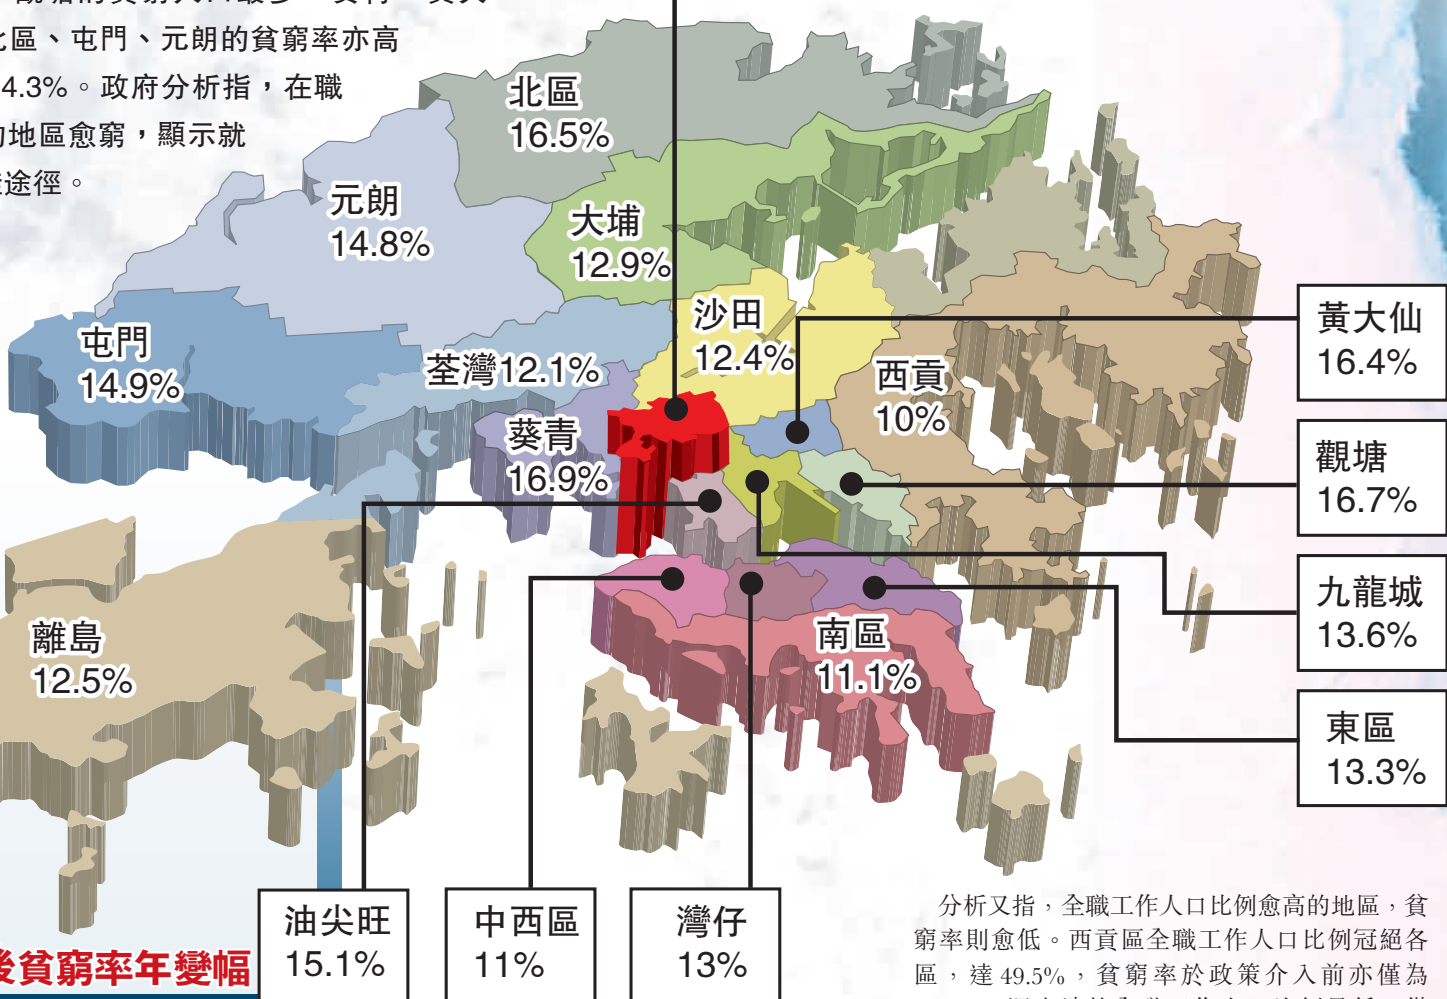 北區、屯門、元朗的貧窮率亦高
4.3%。政府分析指，在職
的地區愈窮，顯示就
途徑。
北區
16.5%
元朗
14.8%
大埔
12.9%
沙田
12.4%
屯門
14.9%
荃灣12.1%
西貢
10%
葵青
16.9%
離島
12.5%
南區
11.1%
黃大仙
16.4%
觀塘
16.7%
九龍城
13.6%
東區
13.3%
油尖旺
15.1%
中西區
11%
灣仔
13%
後貧窮率年變幅
分析又指，全職工作人口比例愈高的地區，貧
窮率則愈低。西貢區全職工作人口比例冠絕各
區，達49.5%，貧窮率於政策介入前亦僅為